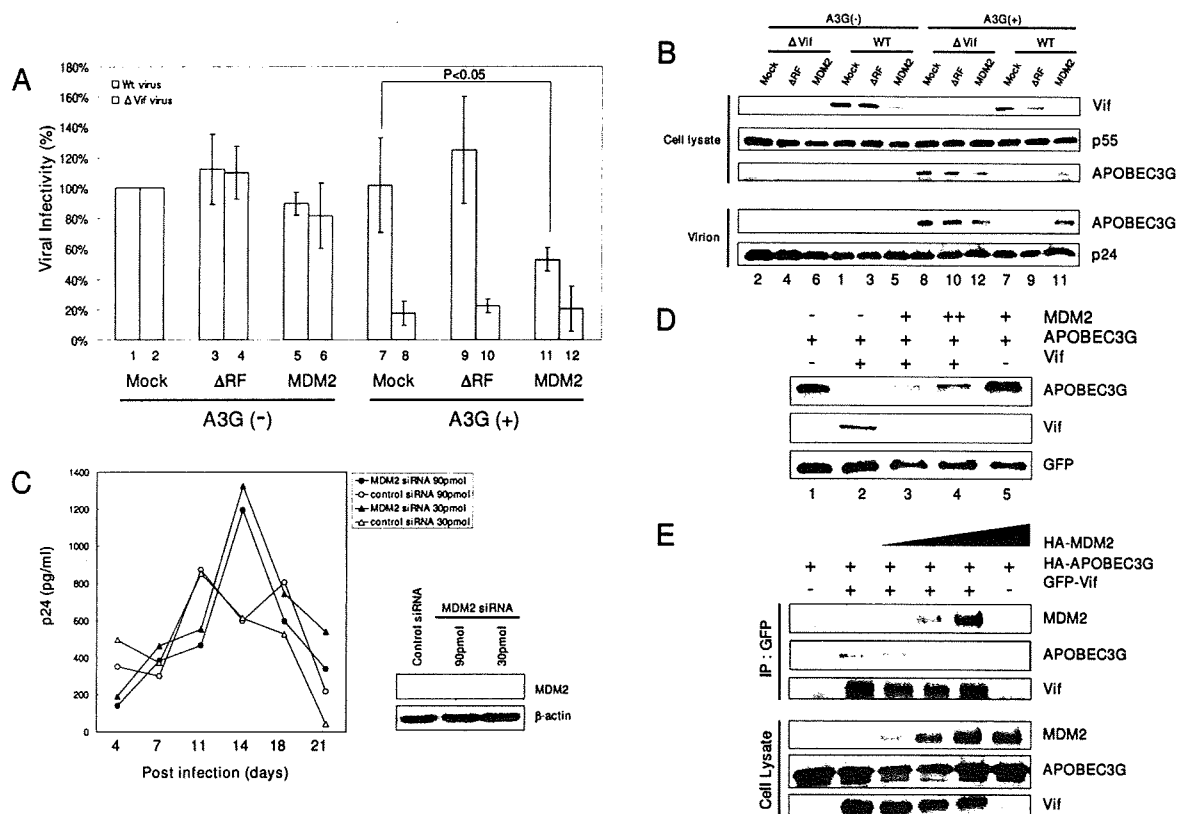 A
180%
160%
140%
120%
100%
80%
60%
40%
20%
0%
Viral Infectivity (%)
Wt virus
Δ Vif virus
P<0.05
1 2 3 4 5 6 7 8 9 10 11 12
Mock ΔRF MDM2 Mock ΔRF MDM2
A3G (-) A3G (+)
B
A3G(-) A3G(+)
Δ Vif WT Δ Vif WT
Mock ΔRF MDM2 Mock ΔRF MDM2 Mock ΔRF MDM2 Mock ΔRF MDM2
Cell lysate
Vif
p55
APOBEC3G
Virion
APOBEC3G
p24
2 4 6 1 3 5 8 10 12 7 9 11
C
1400
1200
1000
800
600
400
200
0
p24 (pg/ml)
4 7 11 14 18 21
Post infection (days)
MDM2 siRNA 90pmol
control siRNA 90pmol
MDM2 siRNA 30pmol
control siRNA 30pmol
Control siRNA
MDM2 siRNA
90pmol
30pmol
MDM2
β-actin
D
- - + ++ + MDM2
+ + + + + APOBEC3G
- + + + - Vif
APOBEC3G
Vif
GFP
1 2 3 4 5
E
HA-MDM2
+ + + + + + HA-APOBEC3G
- + + + + - GFP-Vif
IP : GFP
MDM2
APOBEC3G
Vif
Cell Lysate
MDM2
APOBEC3G
Vif